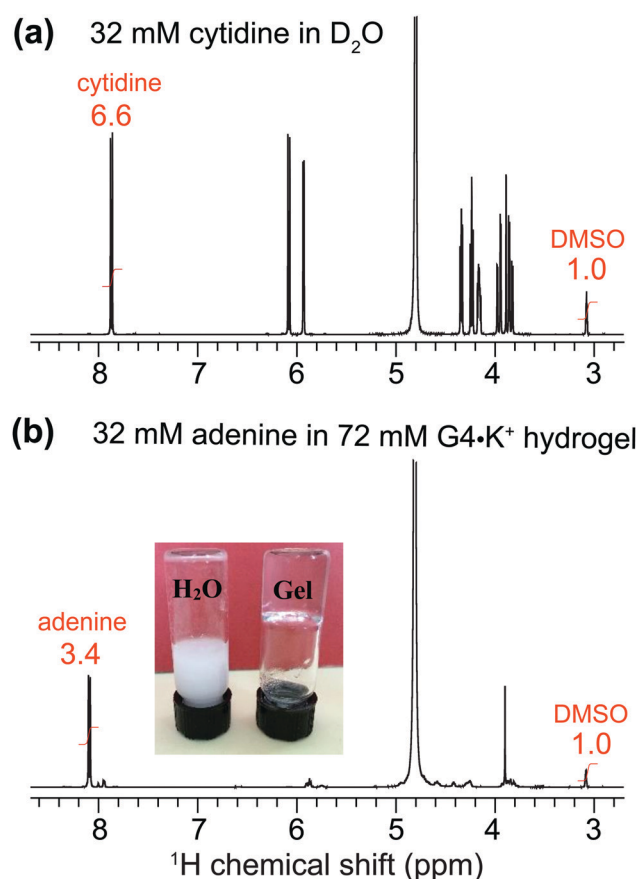 (a) 32 mM cytidine in D₂O
cytidine
6.6
DMSO
1.0
8 7 6 5 4 3
(b) 32 mM adenine in 72 mM G4•K⁺ hydrogel
H₂O Gel
adenine
3.4
DMSO
1.0
8 7 6 5 4 3
¹H chemical shift (ppm)